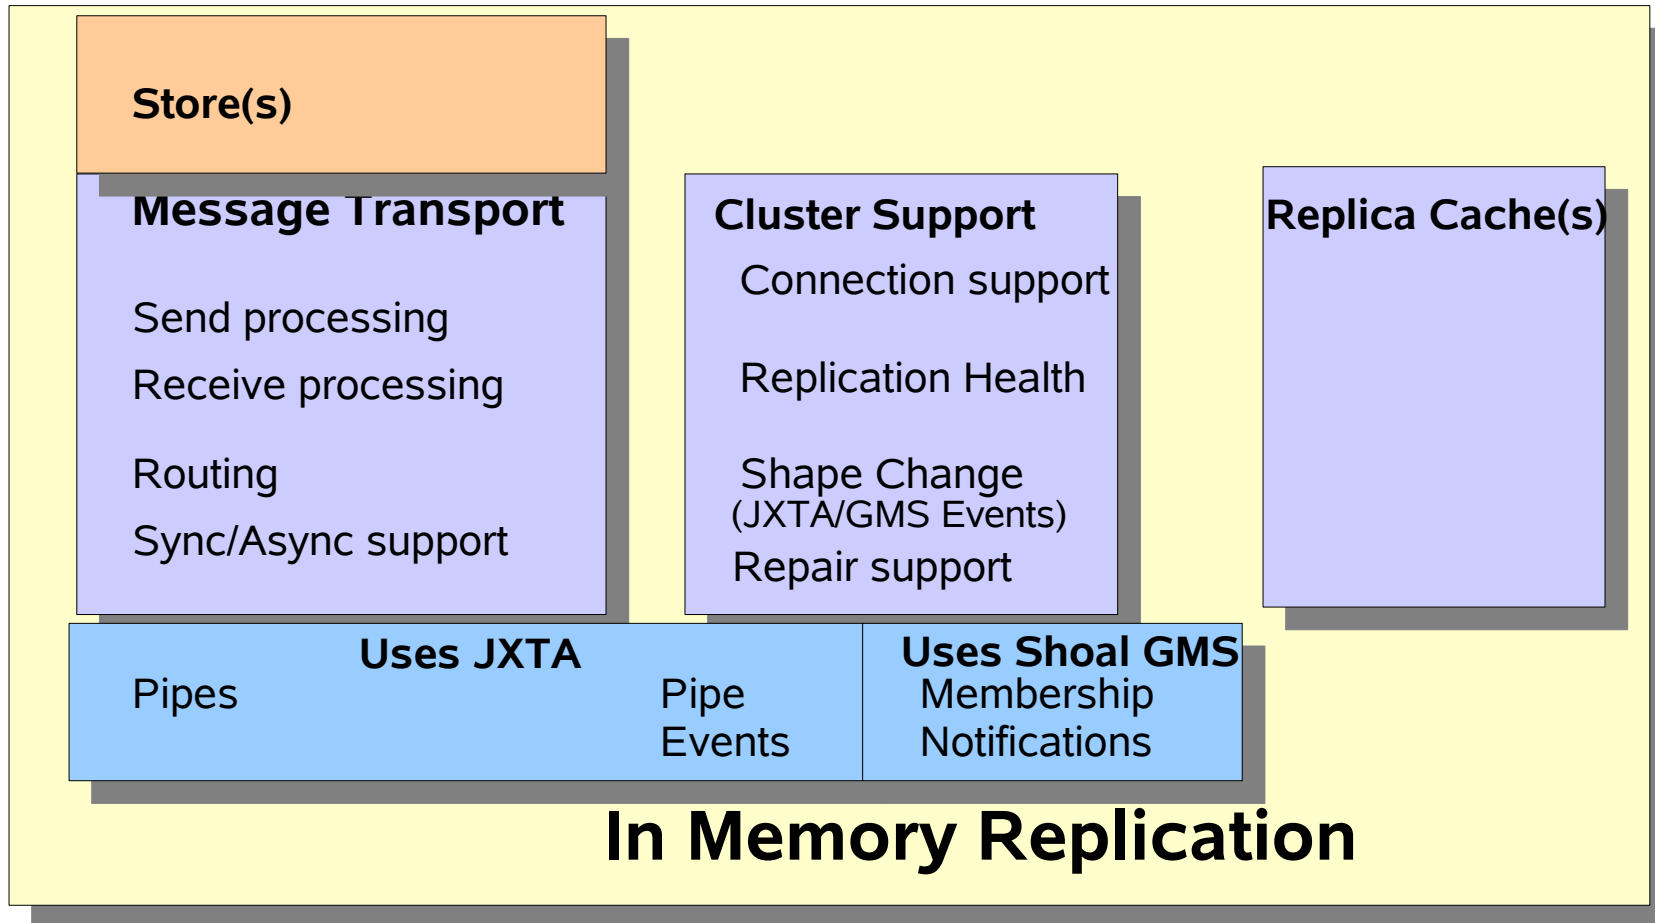 Store(s)
Message Transport
Send processing
Receive processing
Routing
Sync/Async support
Cluster Support
Connection support
Replication Health
Shape Change
(JXTA/GMS Events)
Repair support
Replica Cache(s)
Uses JXTA
Pipes
Pipe
Events
Uses Shoal GMS
Membership
Notifications
In Memory Replication